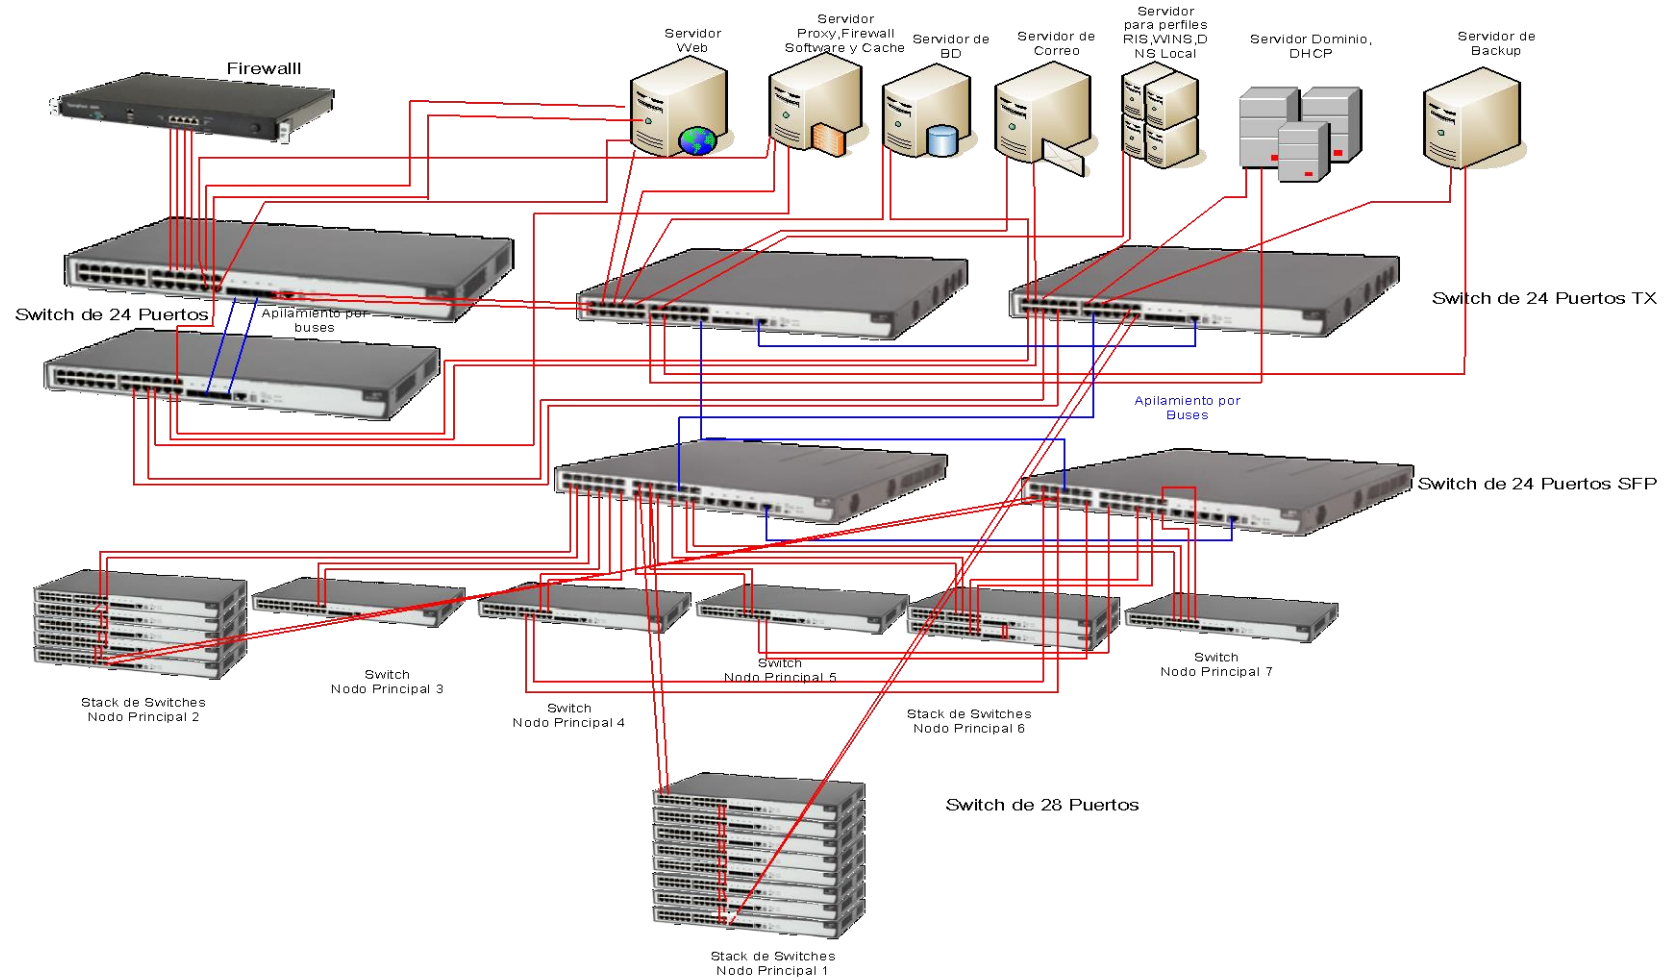 Servidor
Web
Servidor
Proxy,Firewall
Software y Cache
Servidor de
BD
Servidor de
Correo
Servidor
para perfiles
RIS,WINS,D
NS Local
Servidor Dominio,
DHCP
Servidor de
Backup
Firewalll
Switch de 24 Puertos
Apilamiento por
buses
Switch de 24 Puertos TX
Apilamiento por
Buses
Switch de 24 Puertos SFP
Stack de Switches
Nodo Principal 2
Switch
Nodo Principal 3
Switch
Nodo Principal 4
Switch
Nodo Principal 5
Stack de Switches
Nodo Principal 6
Switch
Nodo Principal 7
Switch de 28 Puertos
Stack de Switches
Nodo Principal 1